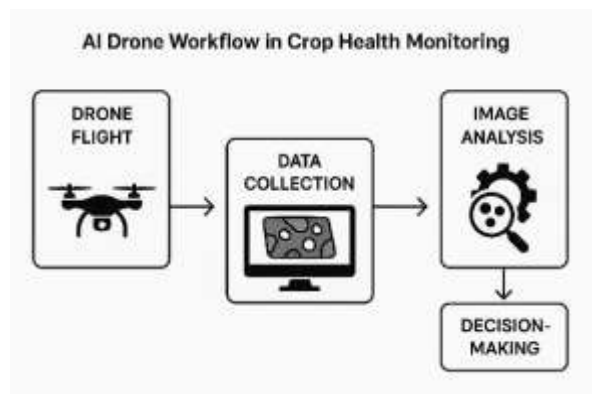 AI Drone Workflow in Crop Health Monitoring
DRONE
FLIGHT
DATA
COLLECTION
IMAGE
ANALYSIS
DECISION-
MAKING